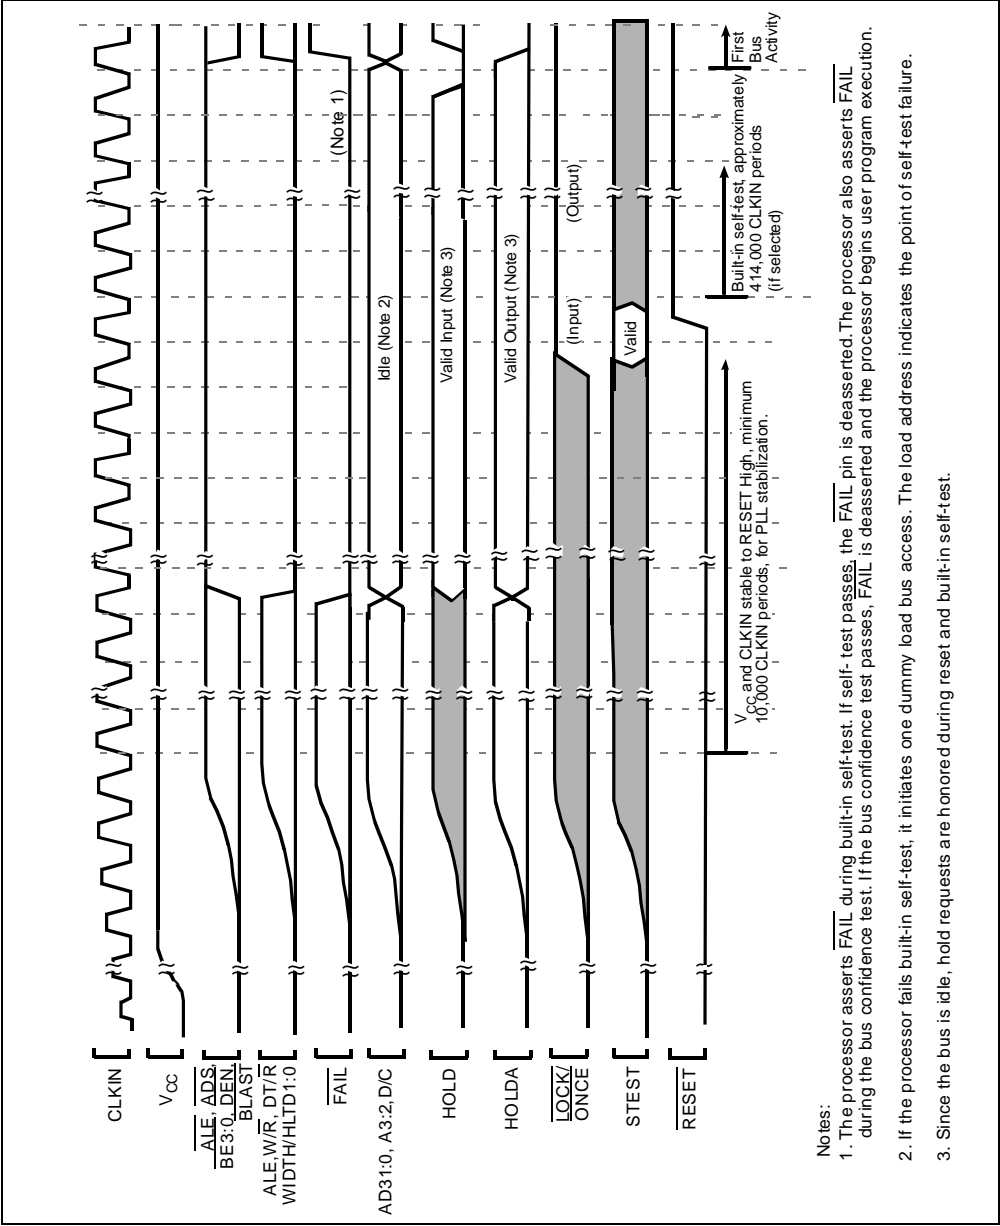 CLKIN
VCC
ALE, ADS,
BE3:0, DEN,
BLAST
ALE,W/R, DT/R
WIDTH/HLTD1:0
FAIL
AD31:0, A3:2,D/C
HOLD
HOLDA
LOCK/
ONCE
STEST
RESET
(Note 1)
Idle (Note 2)
Valid Input (Note 3)
Valid Output (Note 3)
(Input)
(Output)
Valid
VCC and CLKIN stable to RESET High, minimum
10,000 CLKIN periods, for PLL stabilization.
Built-in self-test, approximately
414,000 CLKIN periods
(if selected)
First
Bus
Activity
Notes:
1. The processor asserts FAIL during built-in self-test. If self- test passes, the FAIL pin is deasserted.The processor also asserts FAIL
during the bus confidence test. If the bus confidence test passes, FAIL is deasserted and the processor begins user program execution.
2. If the processor fails built-in self-test, it initiates one dummy load bus access. The load address indicates the point of self-test failure.
3. Since the bus is idle, hold requests are honored during reset and built-in self-test.